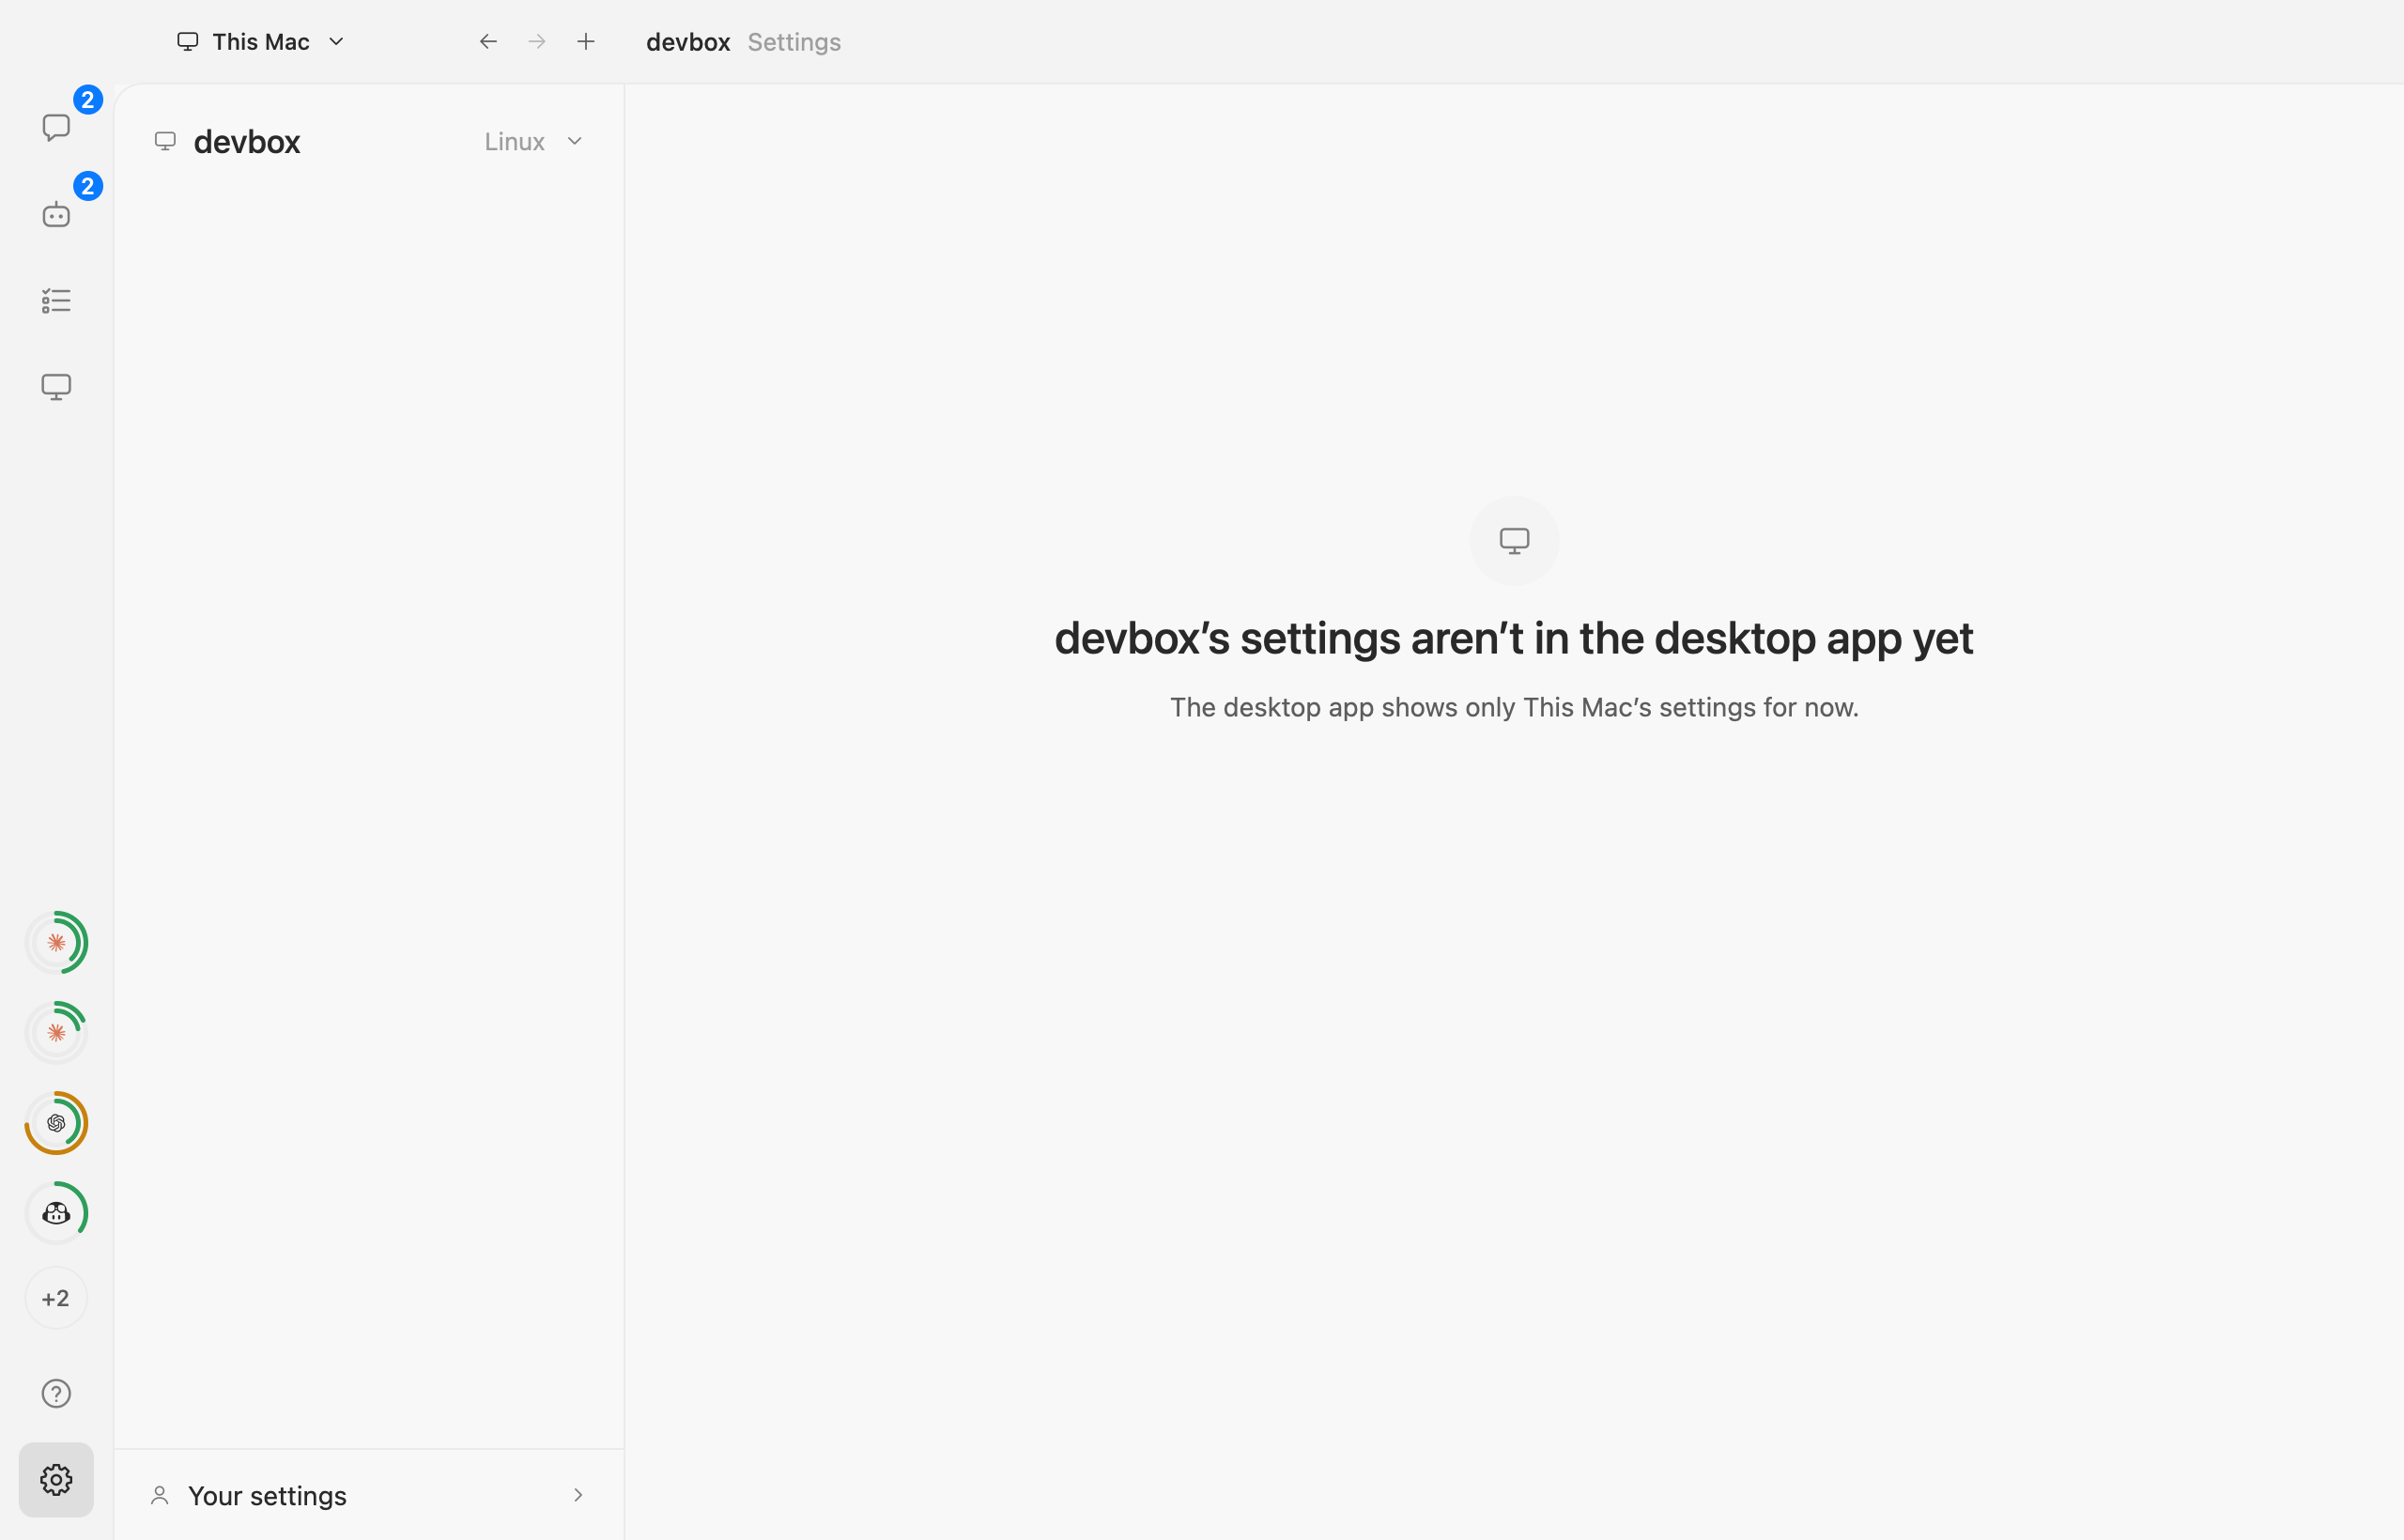 This Mac
devbox Settings
2
devbox
Linux
2
devbox’s settings aren’t in the desktop app yet
The desktop app shows only This Mac’s settings for now.
+2
?
Your settings